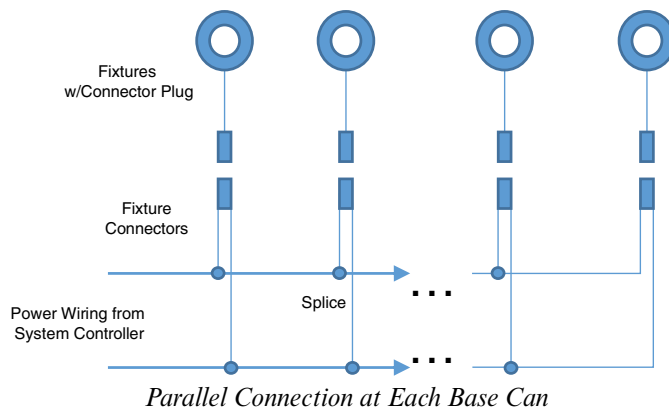 Fixtures
w/Connector Plug
Fixture
Connectors
Splice
...
Power Wiring from
System Controller
...
Parallel Connection at Each Base Can